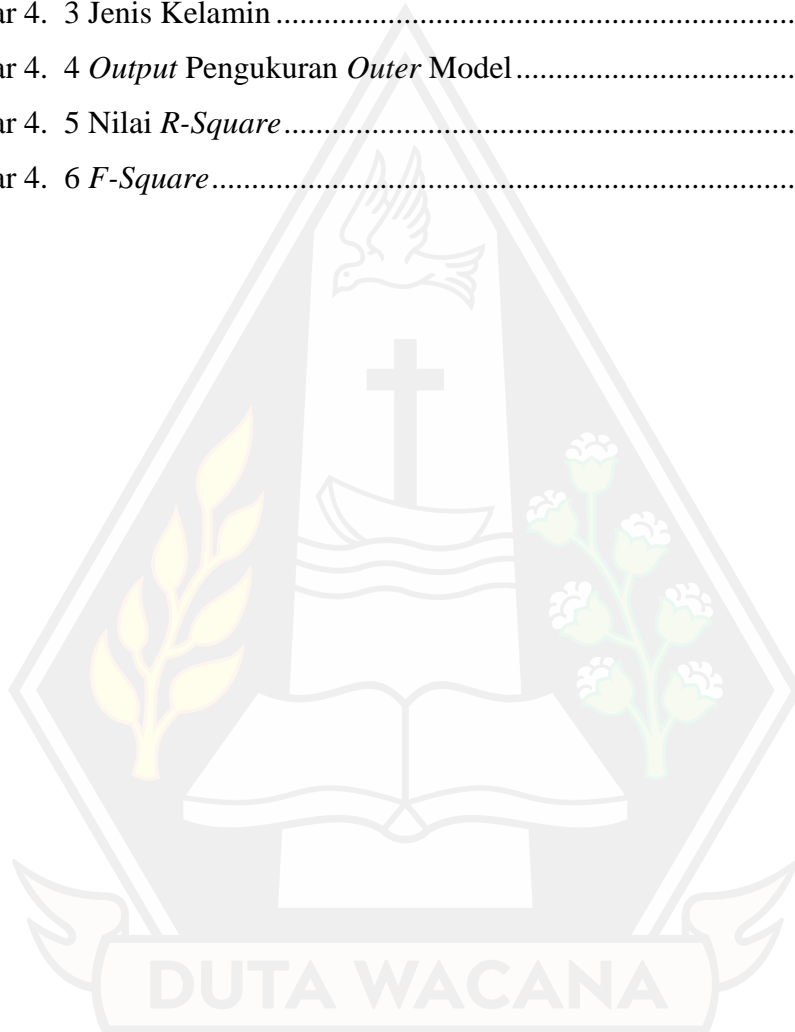 ar 4. 3 Jenis Kelamin ................................................................................
ar 4. 4 Output Pengukuran Outer Model ................................................
ar 4. 5 Nilai R-Square ..............................................................................
ar 4. 6 F-Square .......................................................................................
DUTA WACANA